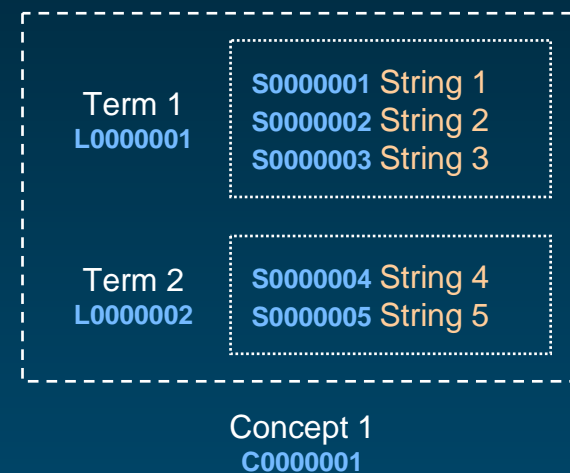 Term 1
L0000001
S0000001 String 1
S0000002 String 2
S0000003 String 3
Term 2
L0000002
S0000004 String 4
S0000005 String 5
Concept 1
C0000001